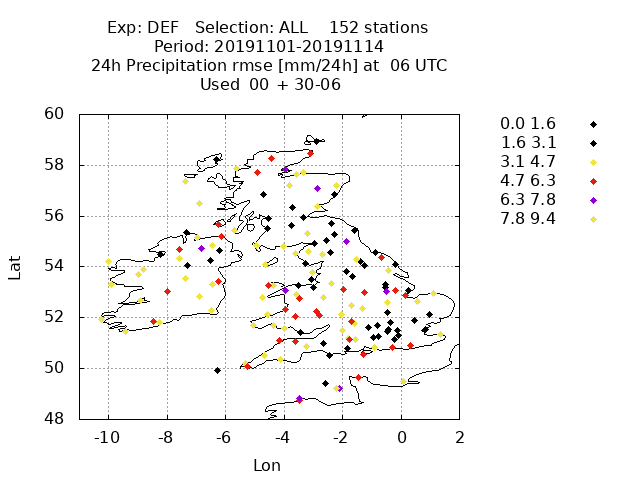 Exp: DEF   Selection: ALL    152 stations
Period: 20191101-20191114
24h Precipitation rmse [mm/24h] at  06 UTC
Used  00  + 30-06
60
58
56
54
52
50
48
-10 -8 -6 -4 -2 0 2
Lat
Lon
0.0 1.6
1.6 3.1
3.1 4.7
4.7 6.3
6.3 7.8
7.8 9.4